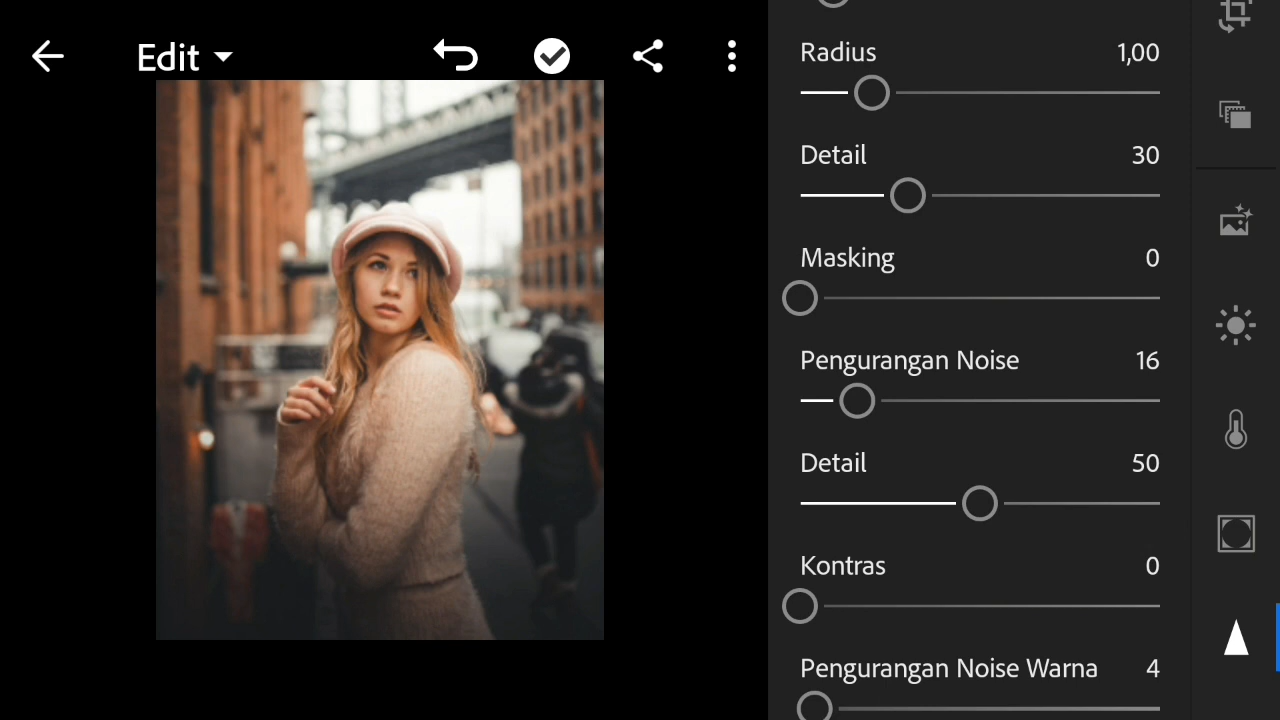 Edit
Radius 1,00
Detail 30
Masking 0
Pengurangan Noise 16
Detail 50
Kontras 0
Pengurangan Noise Warna 4